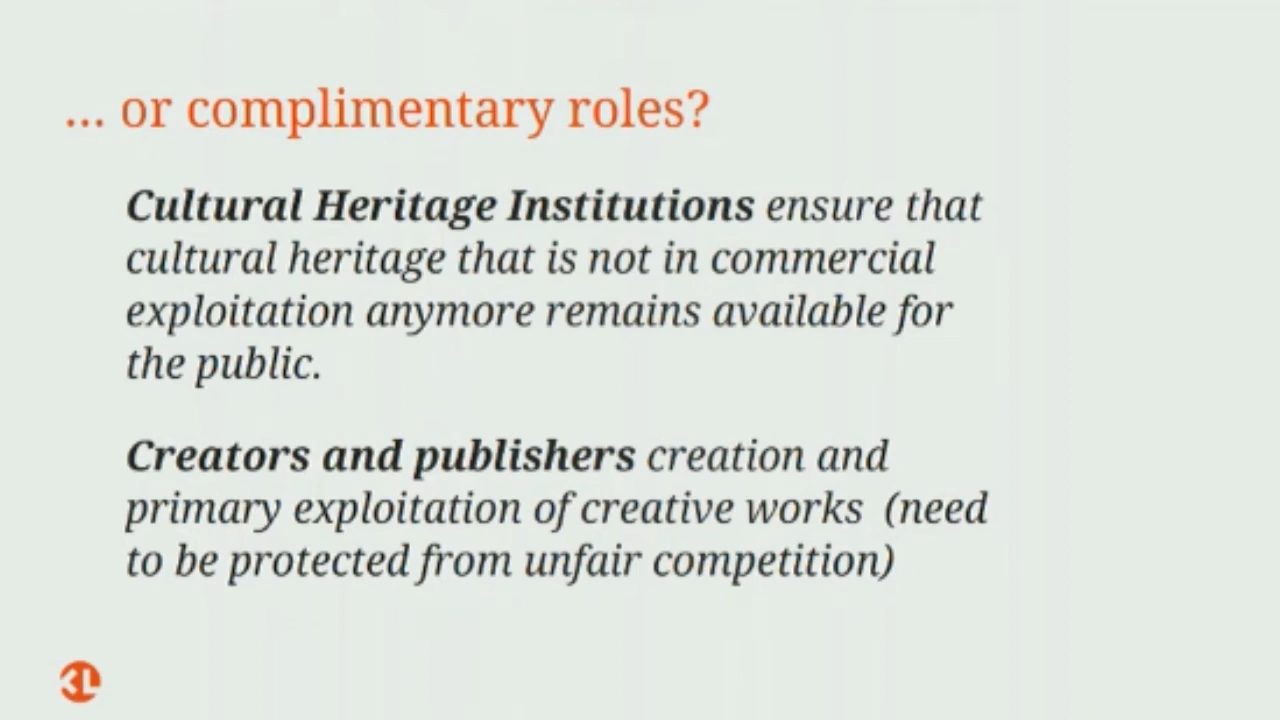 ... or complimentary roles?
Cultural Heritage Institutions ensure that
cultural heritage that is not in commercial
exploitation anymore remains available for
the public.
Creators and publishers creation and
primary exploitation of creative works (need
to be protected from unfair competition)
KL